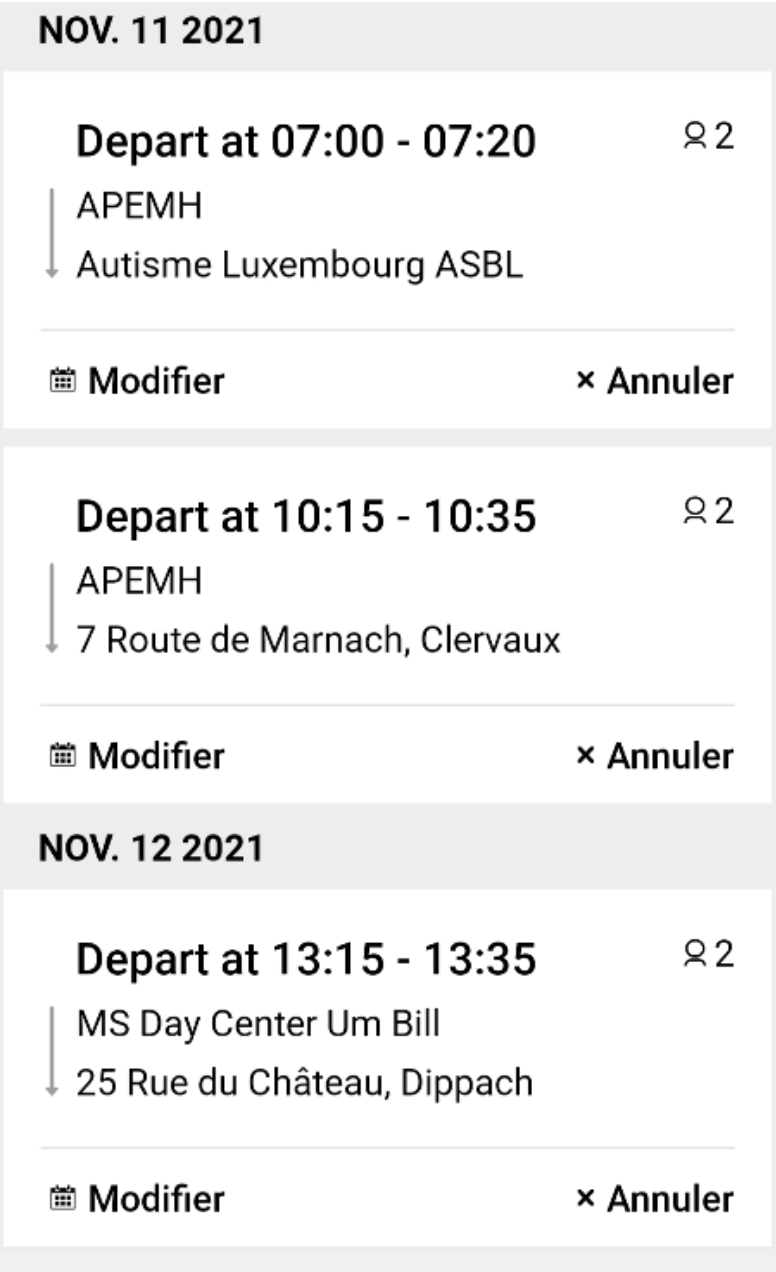 NOV. 11 2021
Depart at 07:00 - 07:20 2
APEMH
Autisme Luxembourg ASBL
Modifier × Annuler
Depart at 10:15 - 10:35 2
APEMH
7 Route de Marnach, Clervaux
Modifier × Annuler
NOV. 12 2021
Depart at 13:15 - 13:35 2
MS Day Center Um Bill
25 Rue du Château, Dippach
Modifier × Annuler